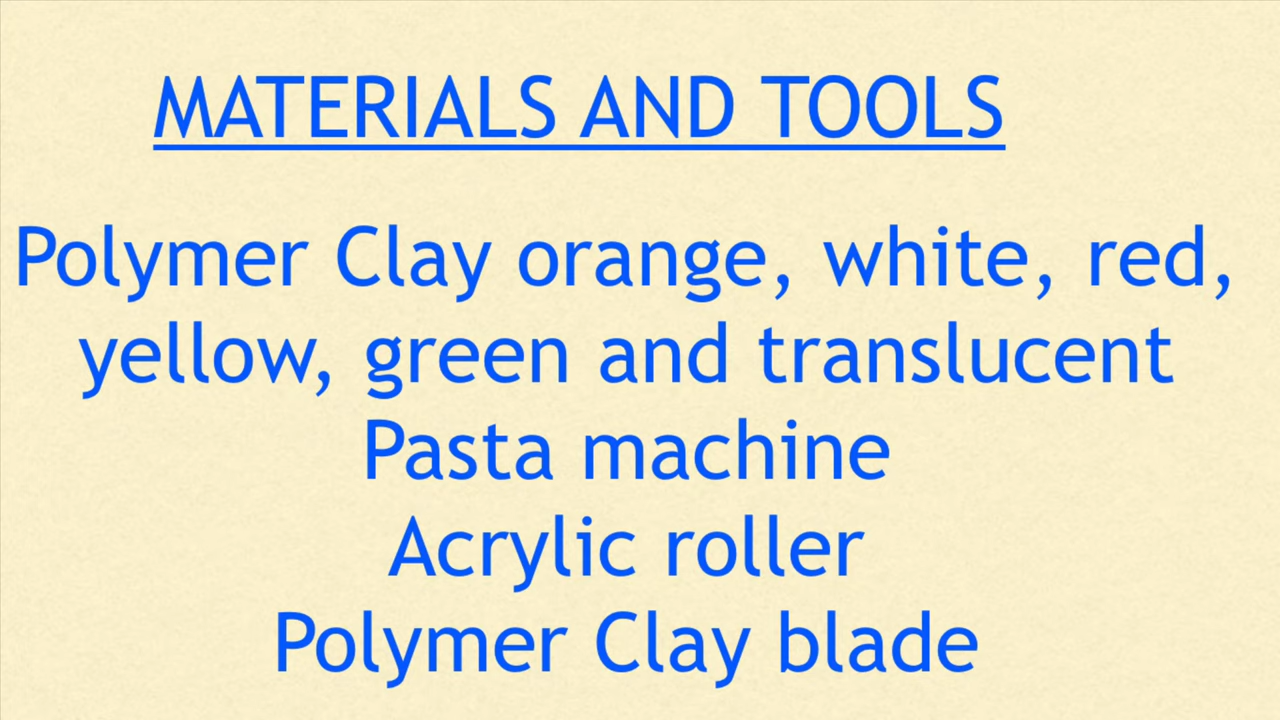 MATERIALS AND TOOLS
Polymer Clay orange, white, red,
yellow, green and translucent
Pasta machine
Acrylic roller
Polymer Clay blade